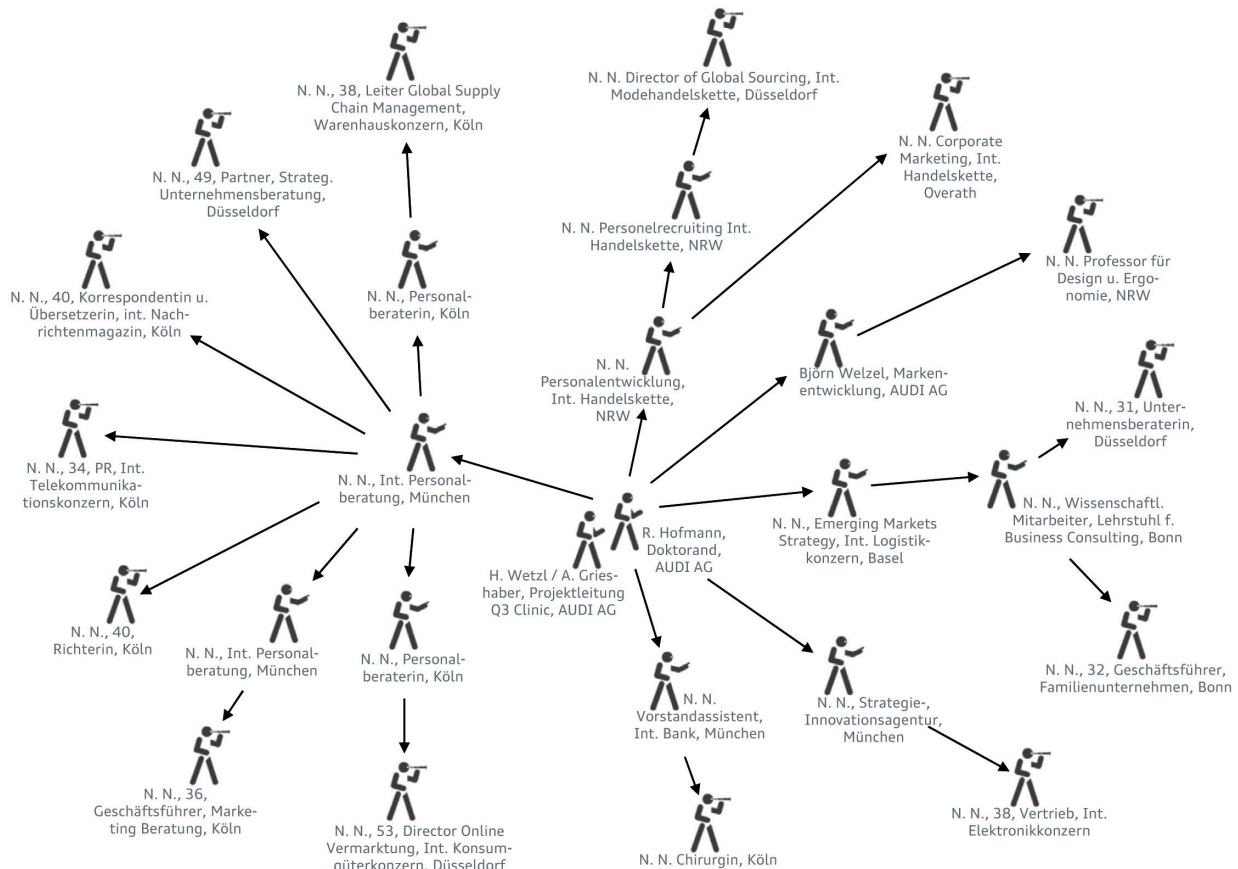 N. N., 38, Leiter Global Supply
Chain Management,
Warenhauskonzern, Köln
N. N. Director of Global Sourcing, Int.
Modehandelskette, Düsseldorf
N. N. Corporate
Marketing, Int.
Handelskette,
Overath
N. N., 49, Partner, Strateg.
Unternehmensberatung,
Düsseldorf
N. N. Personelrecruiting Int.
Handelskette, NRW
N. N. Professor für
Design u. Ergo-
nomie, NRW
N. N., 40, Korrespondentin u.
Übersetzerin, int. Nach-
richtenmagazin, Köln
N. N., Personal-
beraterin, Köln
N. N.
Personalentwicklung,
Int. Handelskette,
NRW
Björn Welzel, Marken-
entwicklung, AUDI AG
N. N., 31, Unter-
nehmensberaterin,
Düsseldorf
N. N., 34, PR, Int.
Telekommunika-
tionskonzern, Köln
N. N., Int. Personal-
beratung, München
R. Hofmann,
Doktorand,
AUDI AG
H. Wetzl / A. Gries-
haber, Projektleitung
Q3 Clinic, AUDI AG
N. N., Emerging Markets
Strategy, Int. Logistik-
konzern, Basel
N. N., Wissenschaftl.
Mitarbeiter, Lehrstuhl f.
Business Consulting, Bonn
N. N., 40,
Richterin, Köln
N. N., Int. Personal-
beratung, München
N. N., Personal-
beraterin, Köln
N. N.
Vorstandassistent,
Int. Bank, München
N. N., Strategie-,
Innovationsagentur,
München
N. N., 32, Geschäftsführer,
Familienunternehmen, Bonn
N. N., 36,
Geschäftsführer, Marke-
ting Beratung, Köln
N. N., 53, Director Online
Vermarktung, Int. Konsum-
güterkonzern, Düsseldorf
N. N. Chirurgin, Köln
N. N., 38, Vertrieb, Int.
Elektronikkonzern